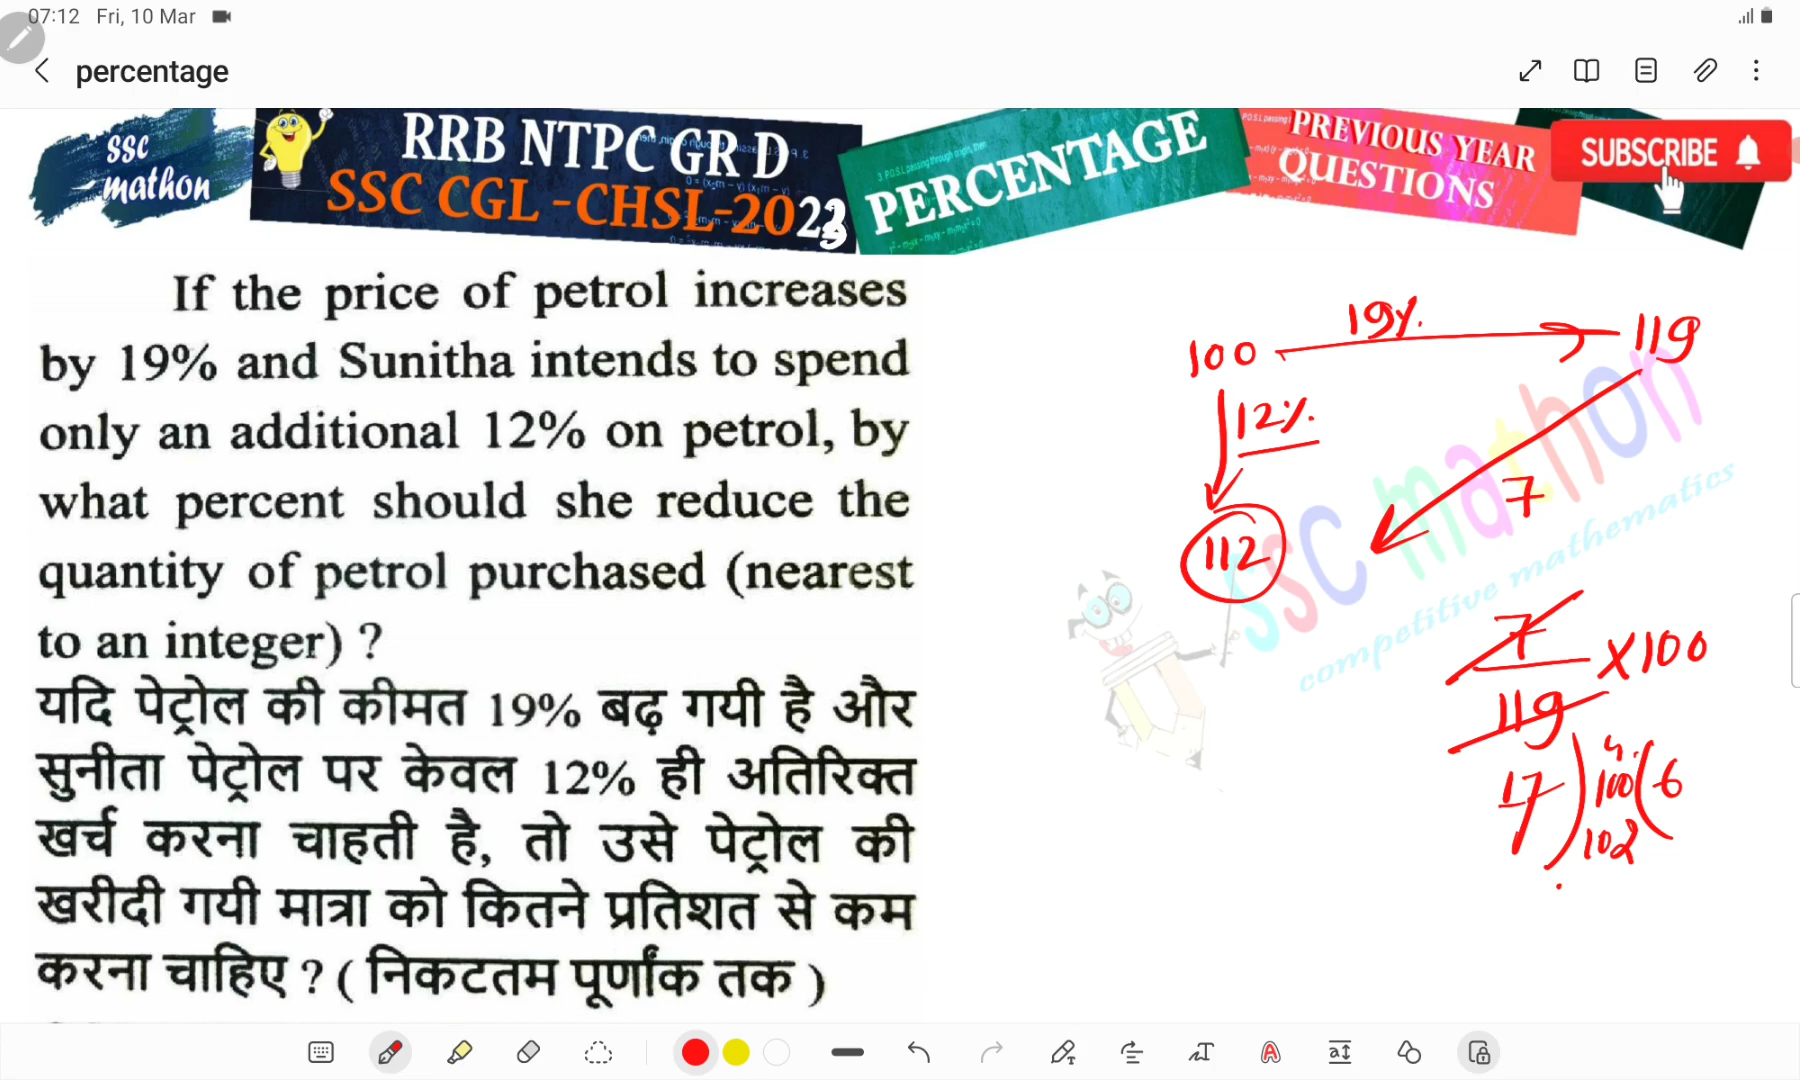 07:12 Fri, 10 Mar
percentage
SSC
mathon
RRB NTPC GR D
SSC CGL -CHSL-2023
PERCENTAGE
PREVIOUS YEAR
QUESTIONS
SUBSCRIBE
If the price of petrol increases
by 19% and Sunitha intends to spend
only an additional 12% on petrol, by
what percent should she reduce the
quantity of petrol purchased (nearest
to an integer) ?
यदि पेट्रोल की कीमत 19% बढ़ गयी है और
सुनीता पेट्रोल पर केवल 12% ही अतिरिक्त
खर्च करना चाहती है, तो उसे पेट्रोल की
खरीदी गयी मात्रा को कितने प्रतिशत से कम
करना चाहिए ? ( निकटतम पूर्णांक तक )
19%.
100
119
12%.
7
112
7
119
X100
17)100(6
102
ssc mathon
competitive mathematics